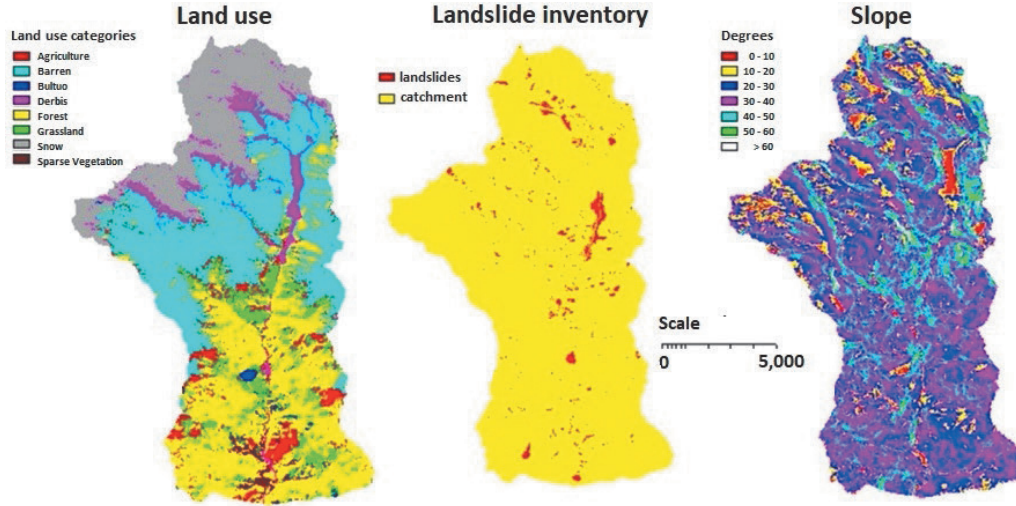 Land use
Land use categories
Agriculture
Barren
Bultuo
Derbis
Forest
Grassland
Snow
Sparse Vegetation
Landslide inventory
landslides
catchment
Scale
0
5,000
Slope
Degrees
0 - 10
10 - 20
20 - 30
30 - 40
40 - 50
50 - 60
> 60